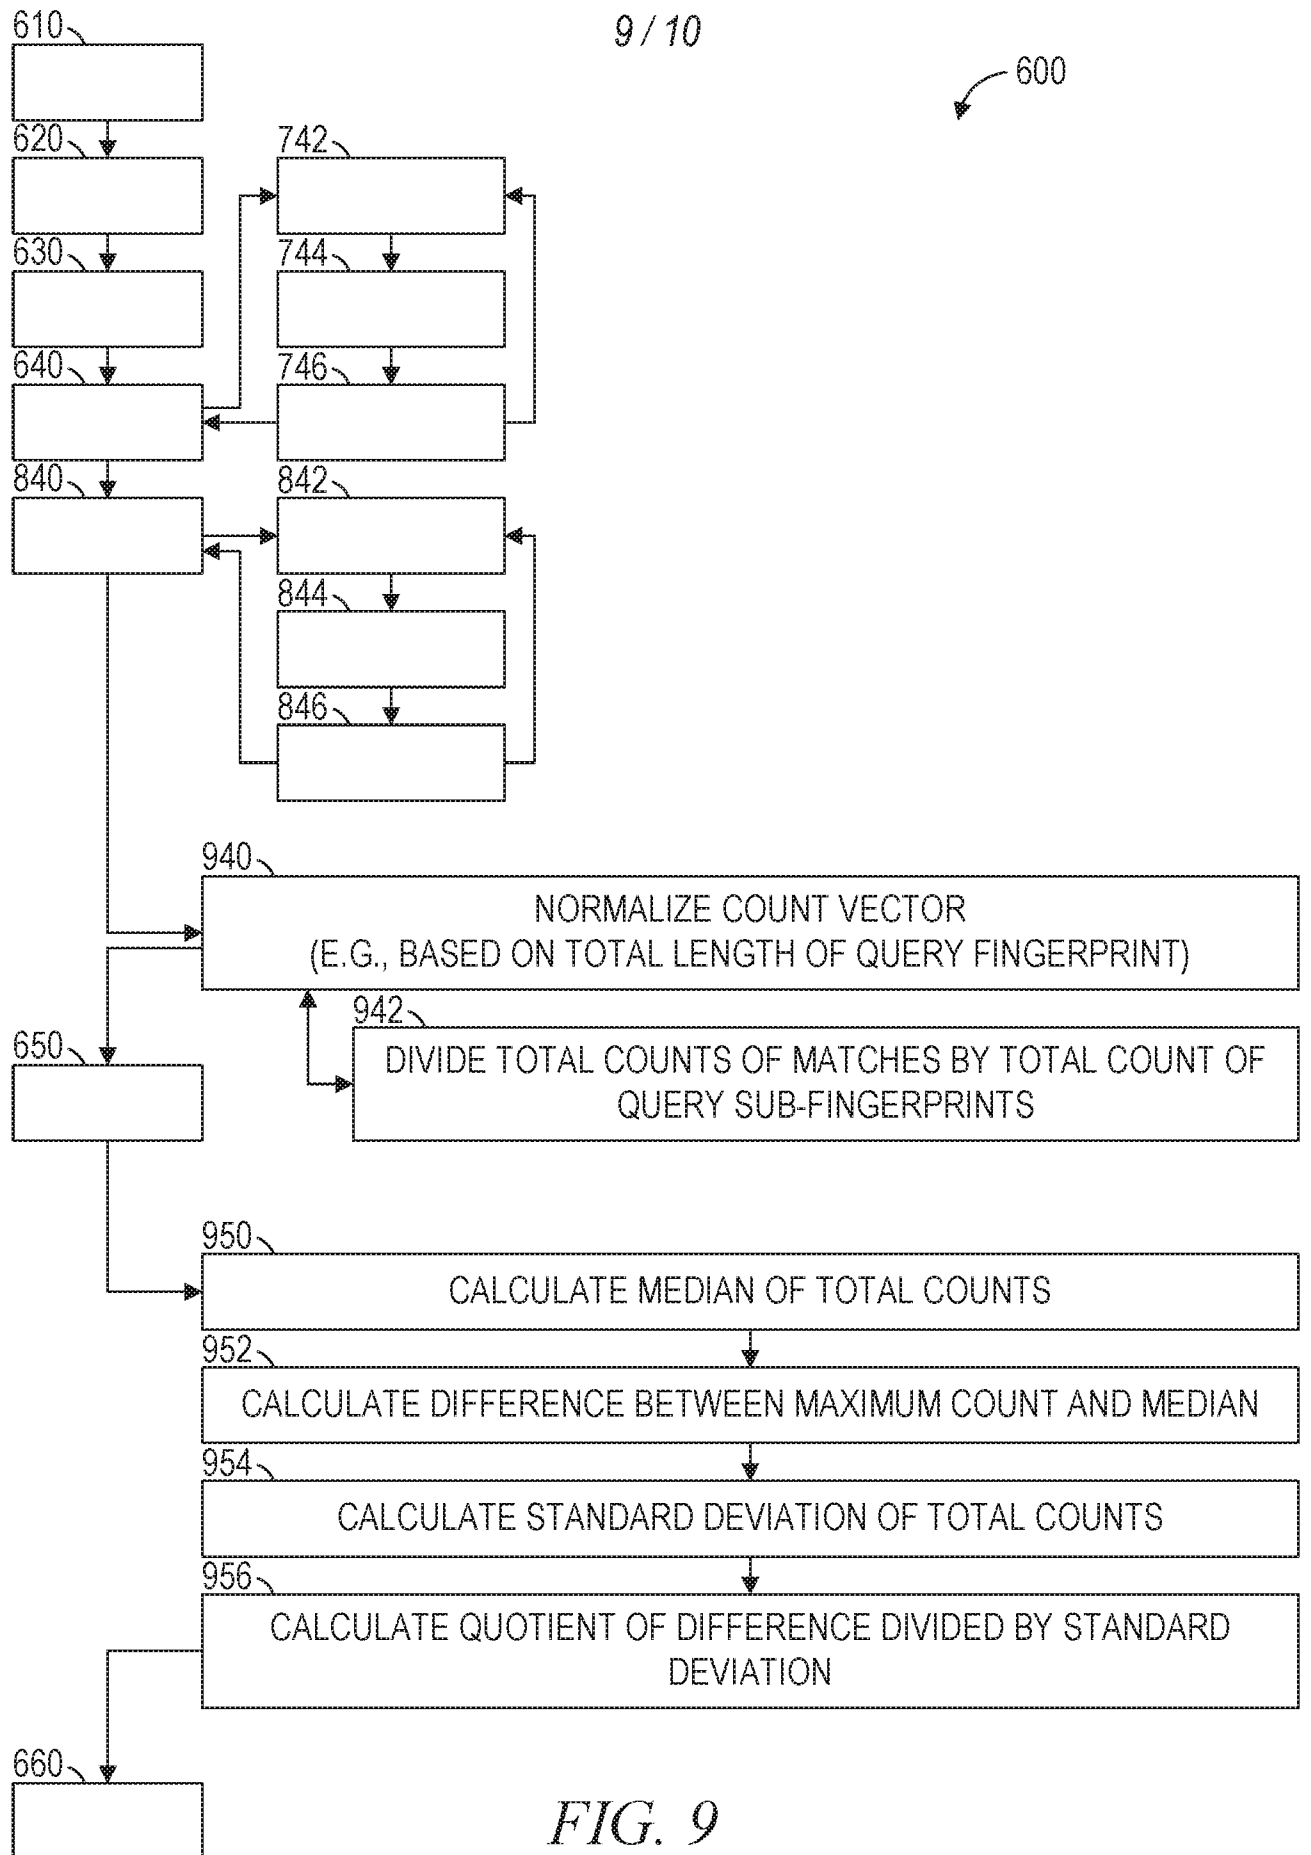 9 / 10
600
610
620
630
640
840
742
744
746
842
844
846
940
NORMALIZE COUNT VECTOR
(E.G., BASED ON TOTAL LENGTH OF QUERY FINGERPRINT)
942
DIVIDE TOTAL COUNTS OF MATCHES BY TOTAL COUNT OF
QUERY SUB-FINGERPRINTS
650
950
CALCULATE MEDIAN OF TOTAL COUNTS
952
CALCULATE DIFFERENCE BETWEEN MAXIMUM COUNT AND MEDIAN
954
CALCULATE STANDARD DEVIATION OF TOTAL COUNTS
956
CALCULATE QUOTIENT OF DIFFERENCE DIVIDED BY STANDARD
DEVIATION
660
FIG. 9